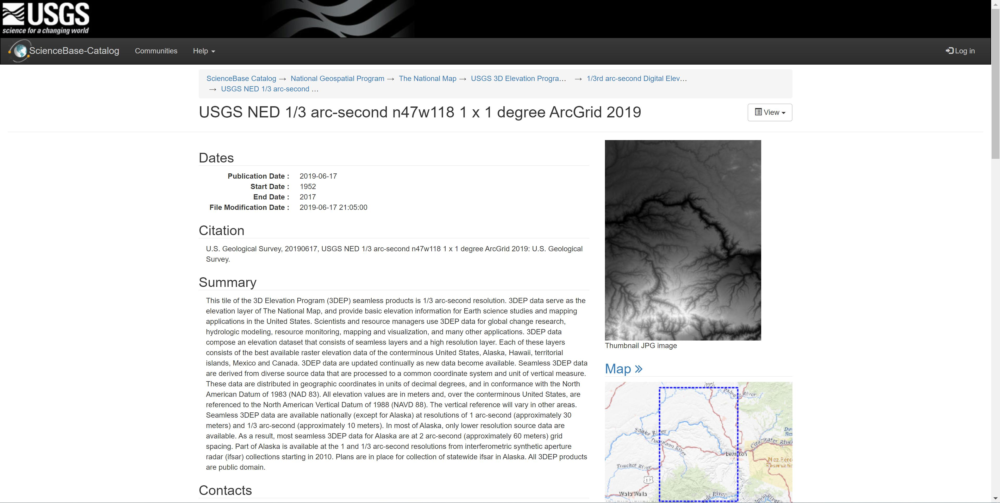 USGS
science for a changing world
ScienceBase-Catalog Communities Help Log in
ScienceBase Catalog → National Geospatial Program → The National Map → USGS 3D Elevation Progra... → 1/3rd arc-second Digital Elev...
→ USGS NED 1/3 arc-second ...
USGS NED 1/3 arc-second n47w118 1 x 1 degree ArcGrid 2019
View
Dates
Publication Date : 2019-06-17
Start Date : 1952
End Date : 2017
File Modification Date : 2019-06-17 21:05:00
Citation
U.S. Geological Survey, 20190617, USGS NED 1/3 arc-second n47w118 1 x 1 degree ArcGrid 2019: U.S. Geological
Survey.
Summary
This tile of the 3D Elevation Program (3DEP) seamless products is 1/3 arc-second resolution. 3DEP data serve as the
elevation layer of The National Map, and provide basic elevation information for Earth science studies and mapping
applications in the United States. Scientists and resource managers use 3DEP data for global change research,
hydrologic modeling, resource monitoring, mapping and visualization, and many other applications. 3DEP data
compose an elevation dataset that consists of seamless layers and a high resolution layer. Each of these layers
consists of the best available raster elevation data of the conterminous United States, Alaska, Hawaii, territorial
islands, Mexico and Canada. 3DEP data are updated continually as new data become available. Seamless 3DEP data
are derived from diverse source data that are processed to a common coordinate system and unit of vertical measure.
These data are distributed in geographic coordinates in units of decimal degrees, and in conformance with the North
American Datum of 1983 (NAD 83). All elevation values are in meters and, over the conterminous United States, are
referenced to the North American Vertical Datum of 1988 (NAVD 88). The vertical reference will vary in other areas.
Seamless 3DEP data are available nationally (except for Alaska) at resolutions of 1 arc-second (approximately 30
meters) and 1/3 arc-second (approximately 10 meters). In most of Alaska, only lower resolution source data are
available. As a result, most seamless 3DEP data for Alaska are at 2 arc-second (approximately 60 meters) grid
spacing. Part of Alaska is available at the 1 and 1/3 arc-second resolutions from interferometric synthetic aperture
radar (ifsar) collections starting in 2010. Plans are in place for collection of statewide ifsar in Alaska. All 3DEP products
are public domain.
Contacts
Thumbnail JPG image
Map »
195
Palouse River
Snake River
Tucannon River
Clearwater River
Dw
Res
Lewiston
Nez Perc
Reservatio
Touchet River
12
Walla Walla
nde River
mon River